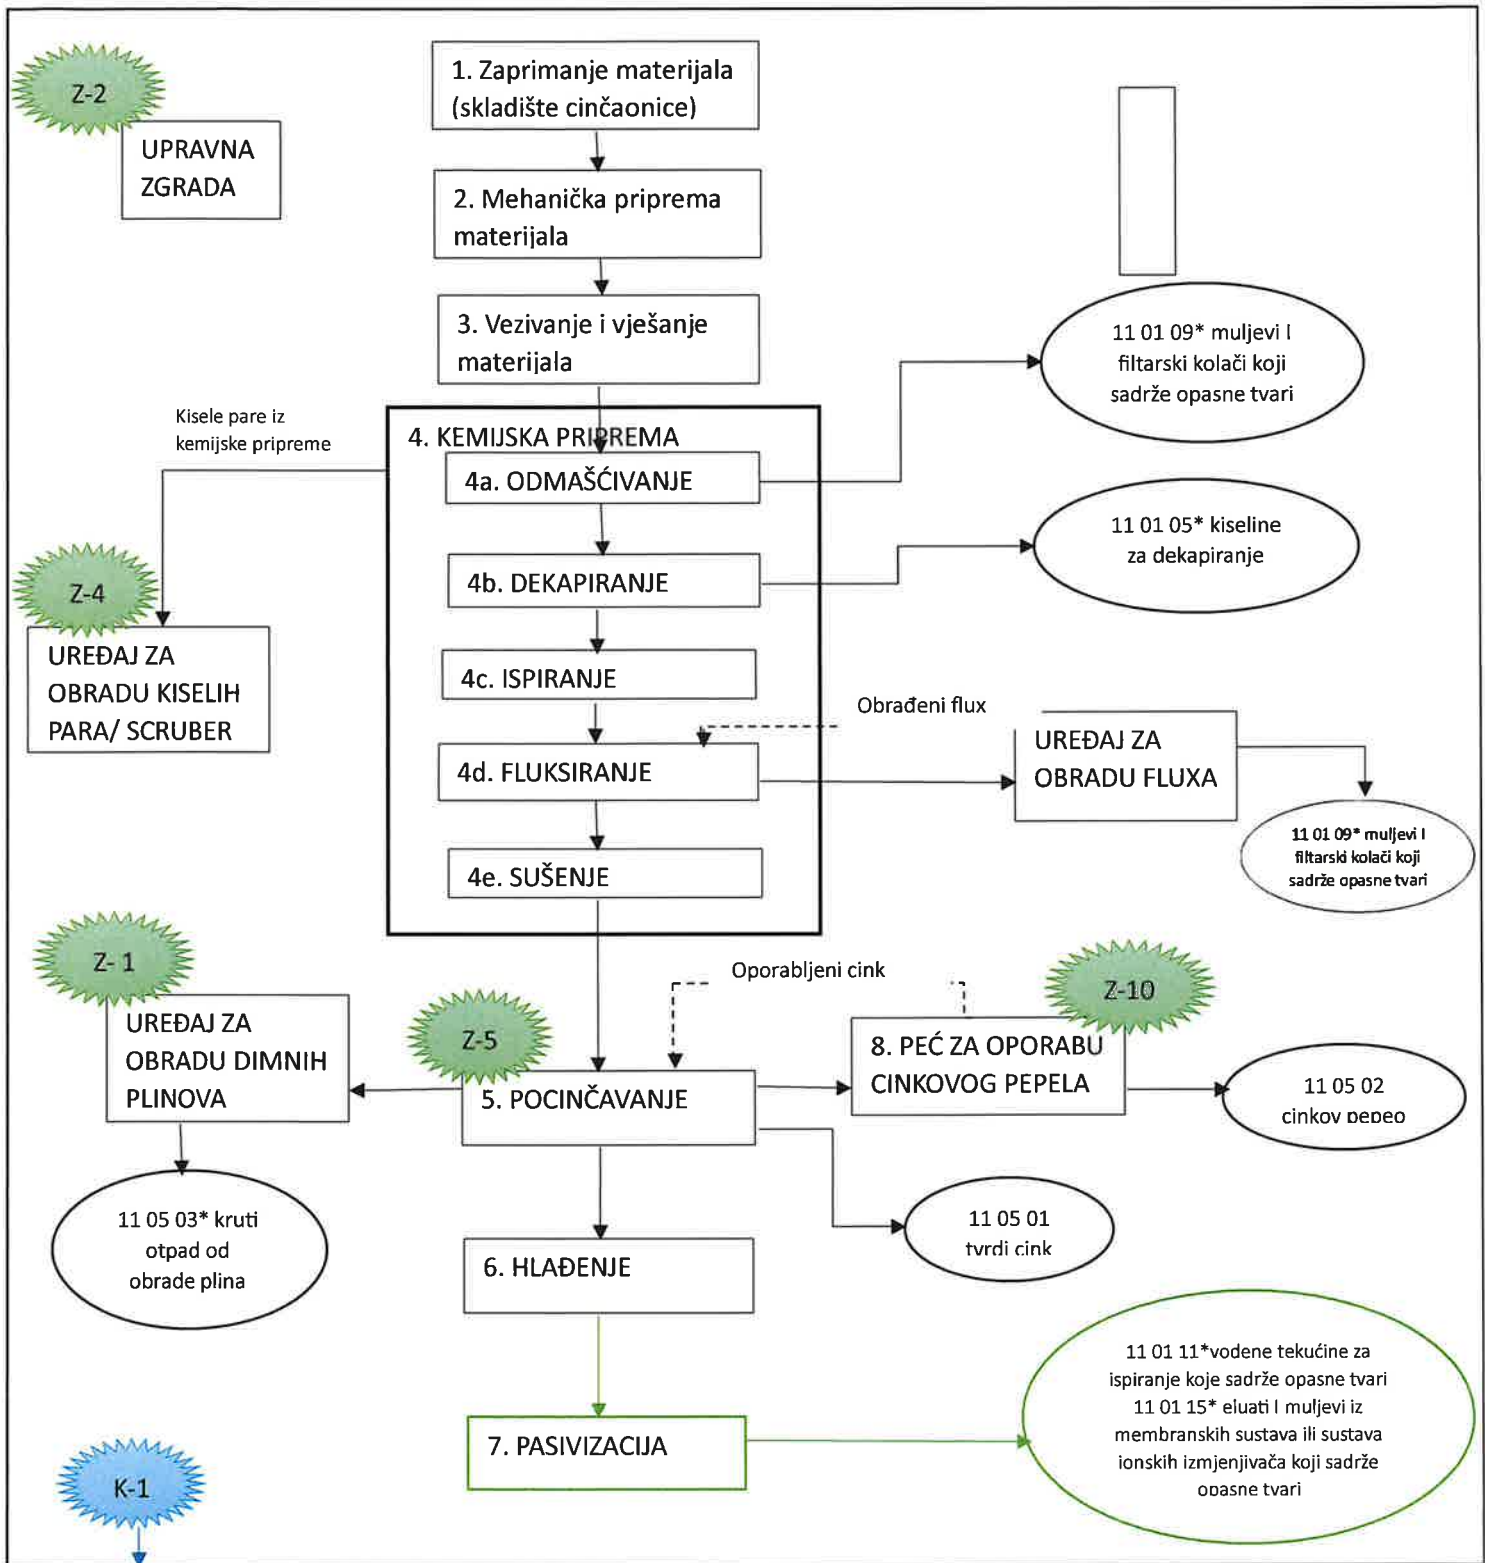 Z-2
UPRAVNA
ZGRADA
1. Zaprimanje materijala
(skladište cinčaonice)
2. Mehanička priprema
materijala
3. Vezivanje i vješanje
materijala
11 01 09* muljevi I
filtarski kolači koji
sadrže opasne tvari
Kisele pare iz
kemijske pripreme
4. KEMIJSKA PRIPREMA
4a. ODMAŠĆIVANJE
11 01 05* kiseline
za dekapiranje
4b. DEKAPIRANJE
Z-4
UREĐAJ ZA
OBRADU KISELIH
PARA/ SCRUBER
4c. ISPIRANJE
Obrađeni flux
4d. FLUKSIRANJE
UREĐAJ ZA
OBRADU FLUXA
11 01 09* muljevi I
filtarski kolači koji
sadrže opasne tvari
4e. SUŠENJE
Z- 1
UREĐAJ ZA
OBRADU DIMNIH
PLINOVA
Oporabljeni cink
Z-10
Z-5
5. POCINČAVANJE
8. PEĆ ZA OPORABU
CINKOVOG PEPELA
11 05 02
cinkov pepeo
11 05 03* kruti
otpad od
obrade plina
11 05 01
tvrdi cink
6. HLAĐENJE
7. PASIVIZACIJA
11 01 11*vodene tekućine za
ispiranje koje sadrže opasne tvari
11 01 15* eluati I muljevi iz
membranskih sustava ili sustava
ionskih izmjenjivača koji sadrže
opasne tvari
K-1